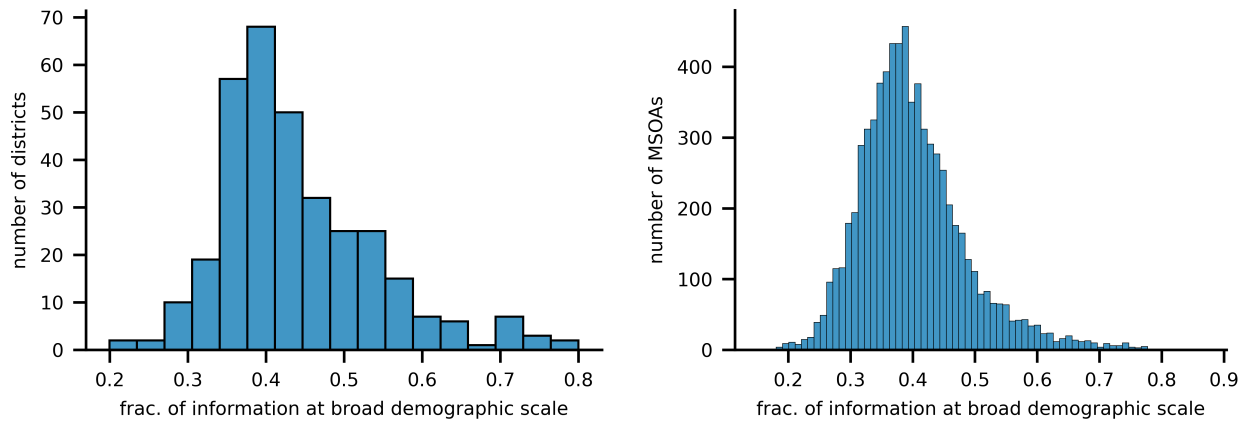 number of districts
70
60
50
40
30
20
10
0
0.2 0.3 0.4 0.5 0.6 0.7 0.8
frac. of information at broad demographic scale
number of MSOAs
400
300
200
100
0
0.2 0.3 0.4 0.5 0.6 0.7 0.8 0.9
frac. of information at broad demographic scale